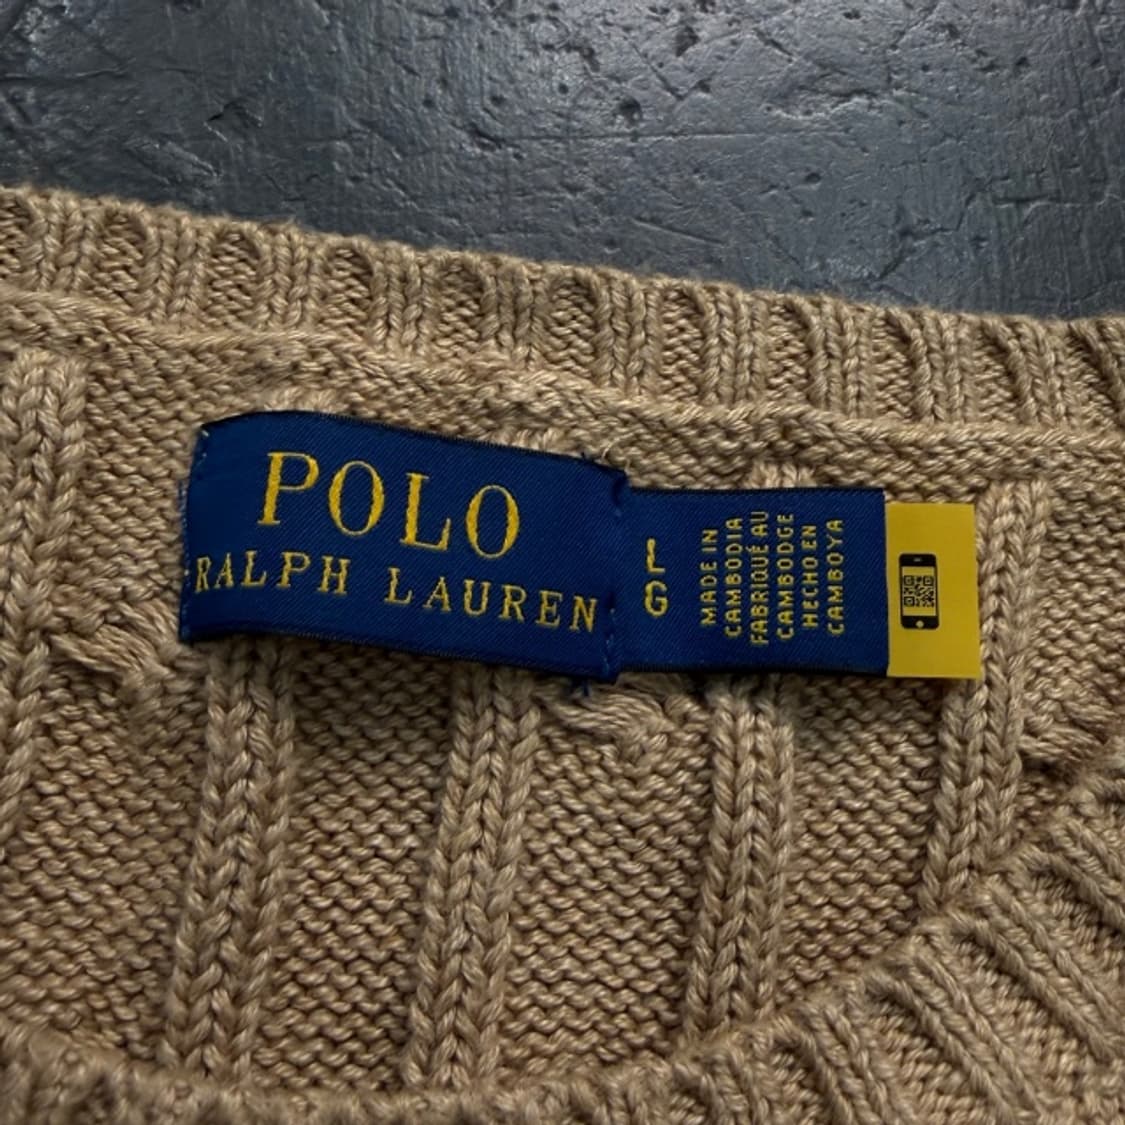 POLO
RALPH LAUREN
L
G
MADE IN
CAMBODIA
FABRIQUÉ AU
CAMBODGE
HECHO EN
CAMBOYA